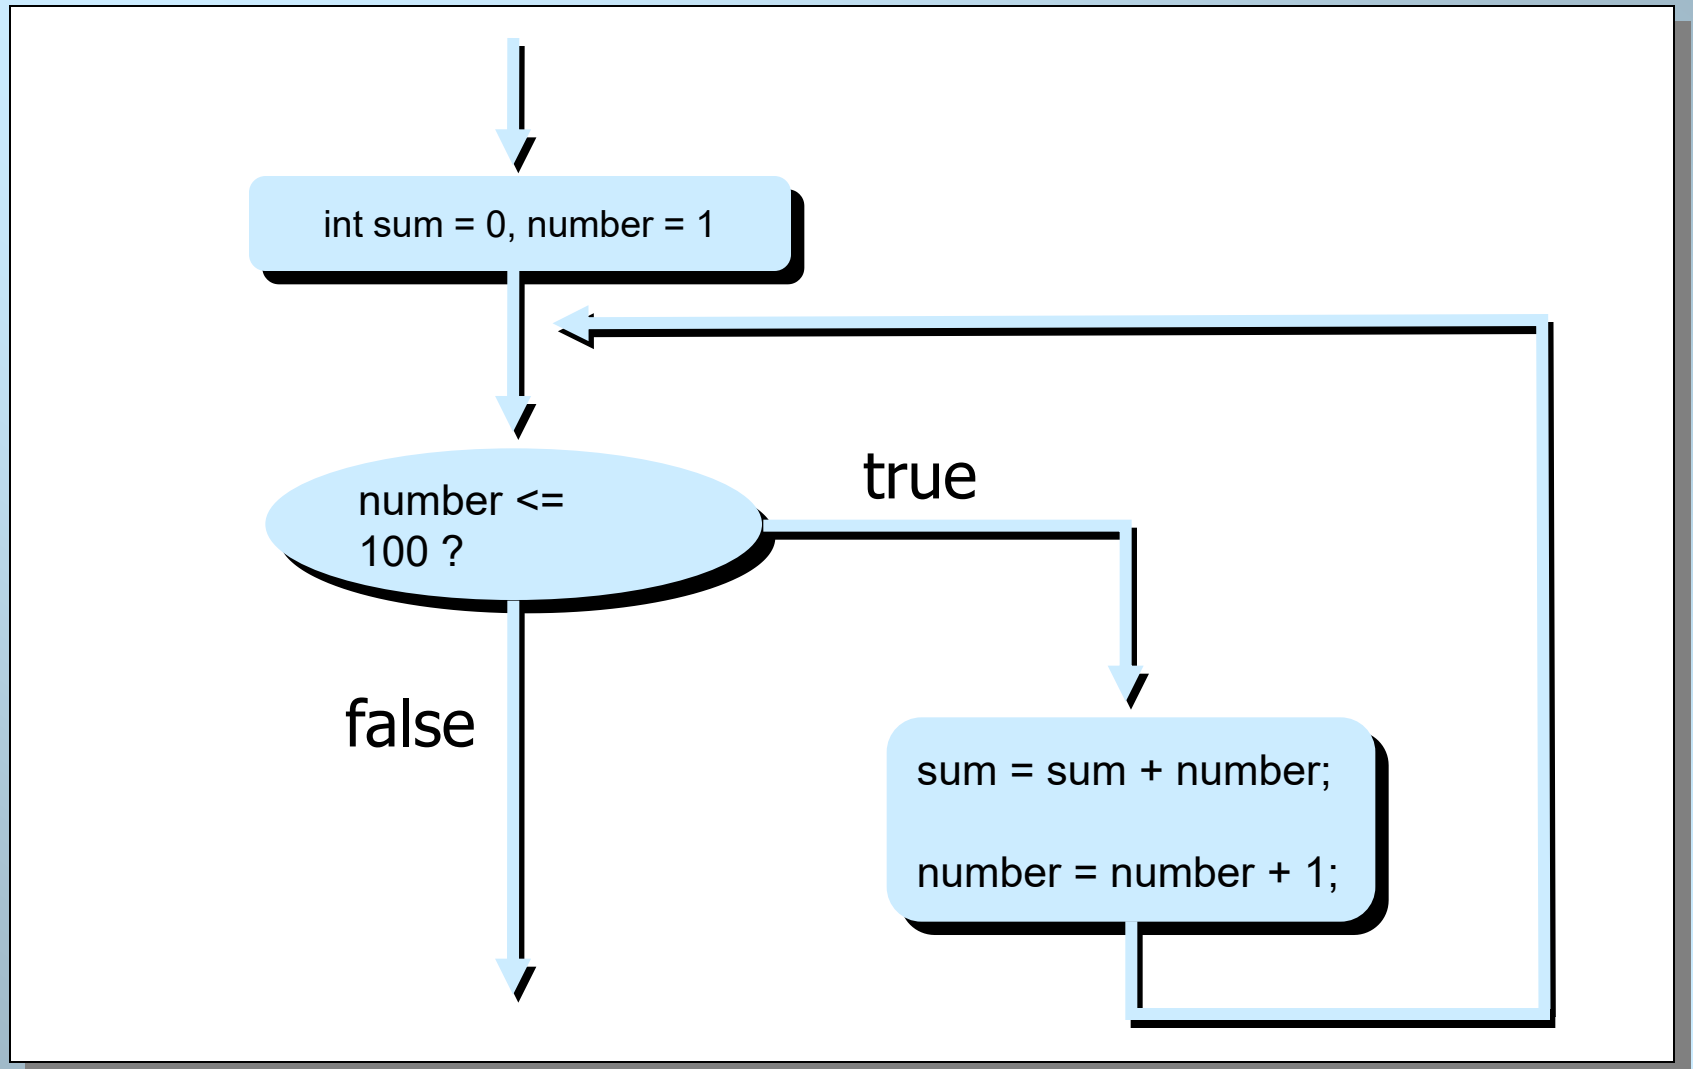 int sum = 0, number = 1
number <=
100 ?
true
false
sum = sum + number;
number = number + 1;